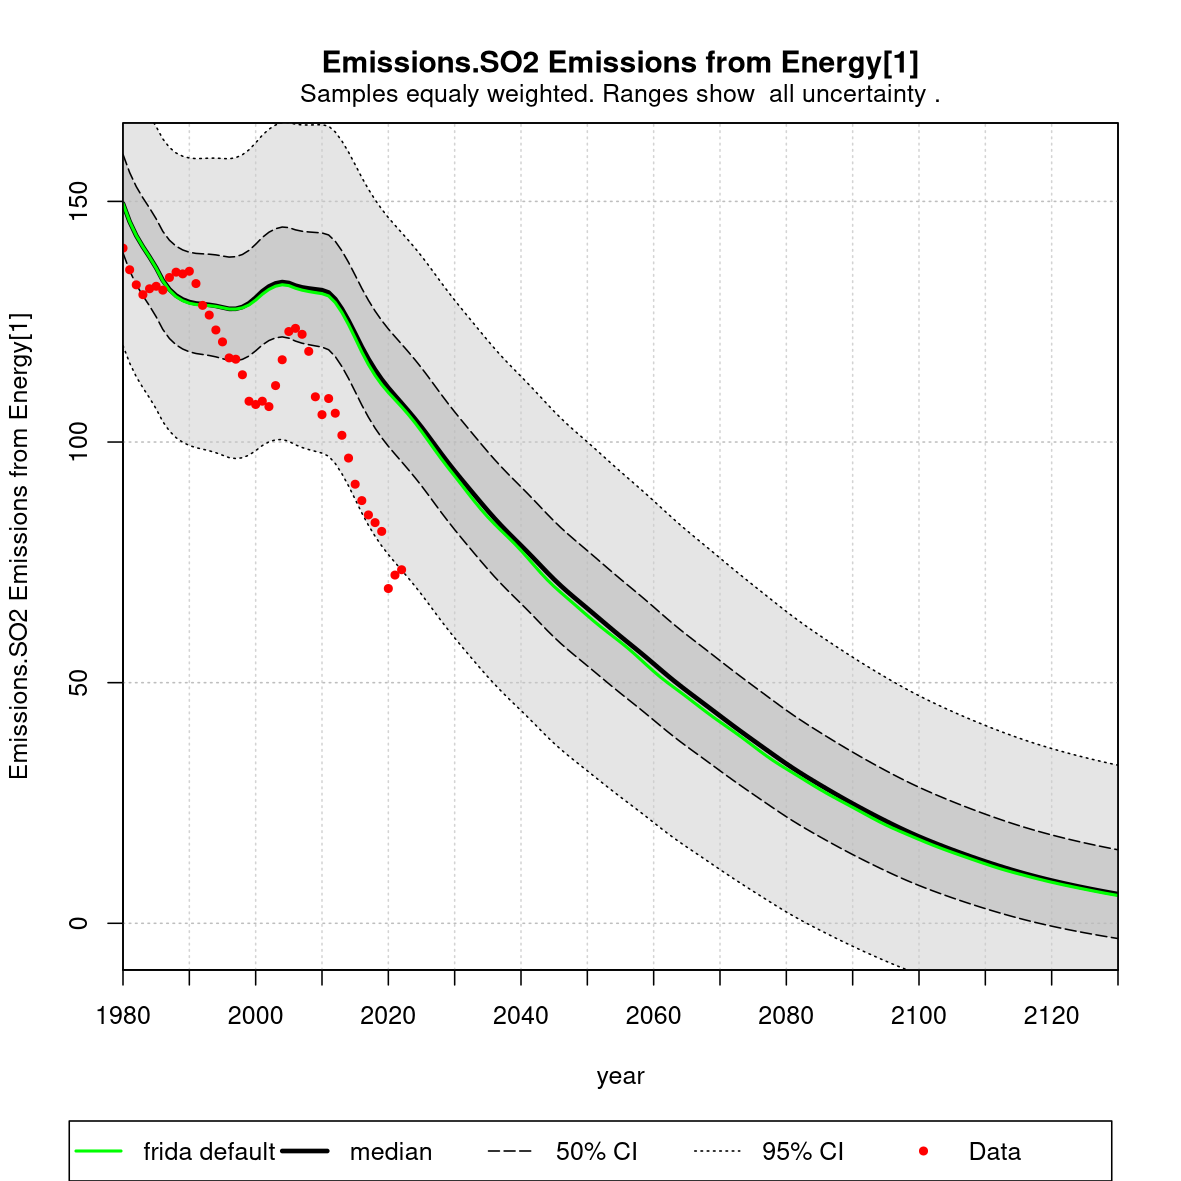 Emissions.SO2 Emissions from Energy[1]
Samples equaly weighted. Ranges show  all uncertainty .
Emissions.SO2 Emissions from Energy[1]
150
100
50
0
1980 2000 2020 2040 2060 2080 2100 2120
year
frida default median 50% CI 95% CI Data